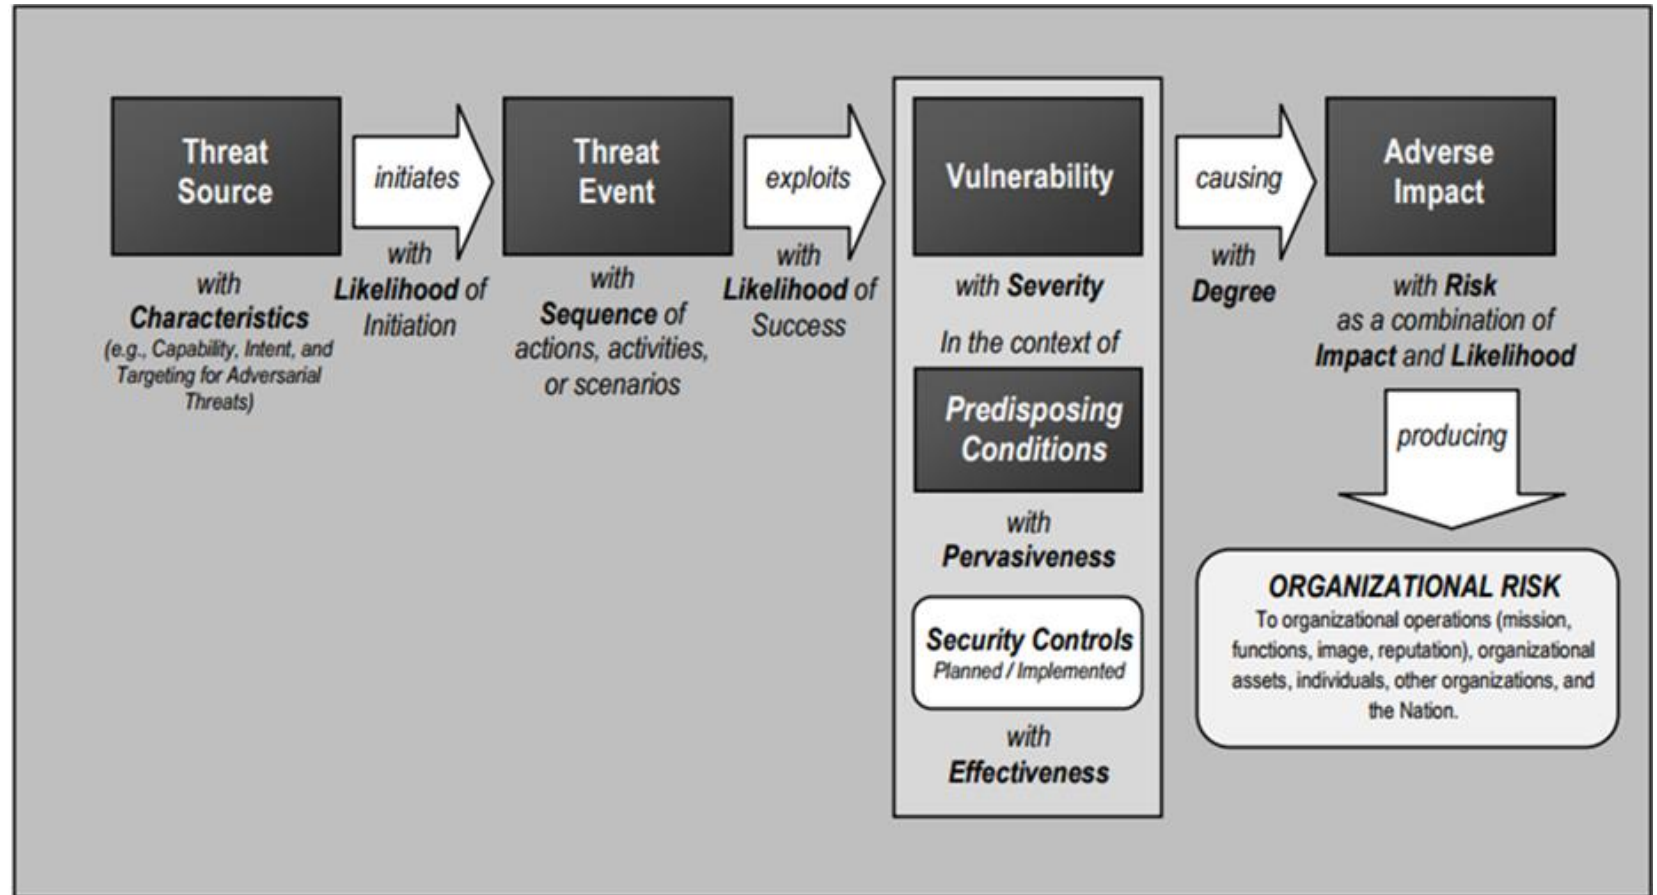 Threat
Source
with
Characteristics
(e.g., Capability, Intent, and
Targeting for Adversarial
Threats)
initiates
with
Likelihood of
Initiation
Threat
Event
with
Sequence of
actions, activities,
or scenarios
exploits
with
Likelihood of
Success
Vulnerability
with Severity
In the context of
Predisposing
Conditions
with
Pervasiveness
Security Controls
Planned / Implemented
with
Effectiveness
causing
with
Degree
Adverse
Impact
with Risk
as a combination of
Impact and Likelihood
producing
ORGANIZATIONAL RISK
To organizational operations (mission,
functions, image, reputation), organizational
assets, individuals, other organizations, and
the Nation.